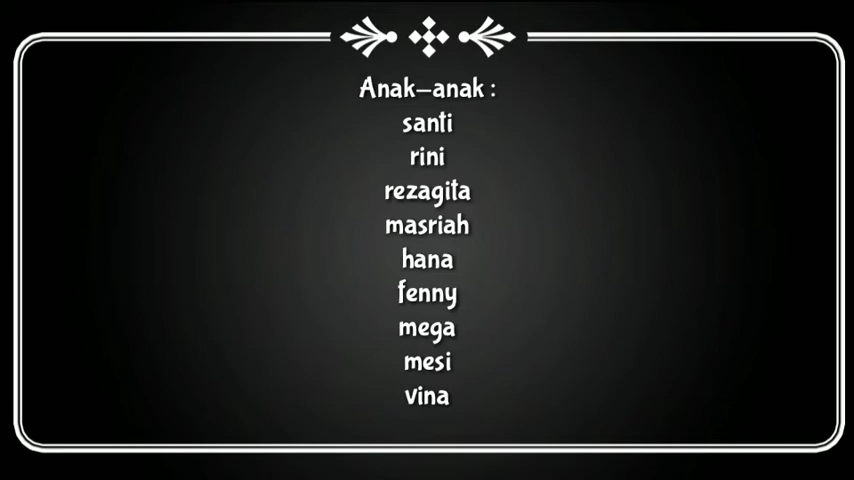 Anak-anak :
santi
rini
rezagita
masriah
hana
fenny
mega
mesi
vina